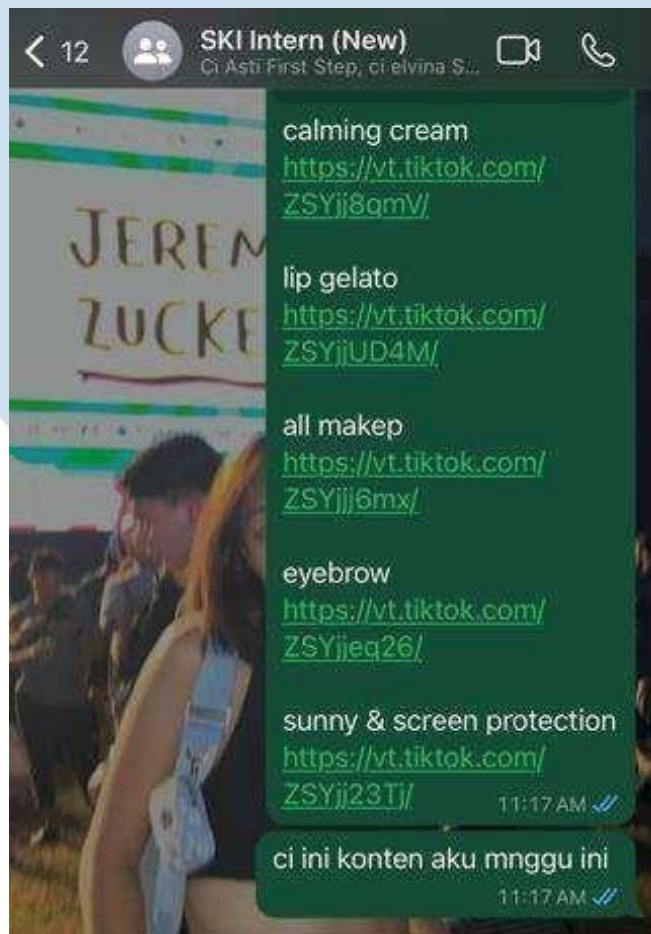 12
SKI Intern (New)
Ci Asti First Step, ci elvina S...
JEREM
ZUCKE
calming cream
https://vt.tiktok.com/
ZSYjj8qmV/
lip gelato
https://vt.tiktok.com/
ZSYjjUD4M/
all makep
https://vt.tiktok.com/
ZSYjjj6mx/
eyebrow
https://vt.tiktok.com/
ZSYjjeq26/
sunny & screen protection
https://vt.tiktok.com/
ZSYjj23Tj/
11:17 AM
ci ini konten aku mnggu ini
11:17 AM